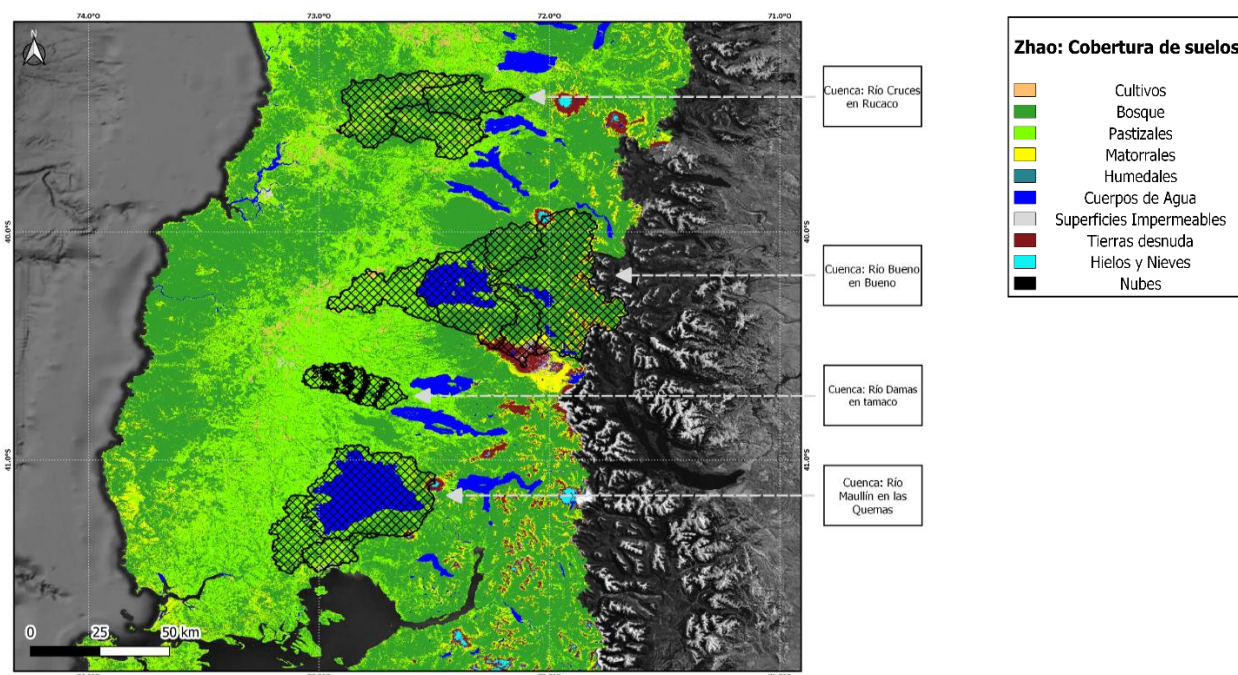 74.0°W 73.0°W 72.0°W 71.0°W
N
40.0°S 40.0°S
41.0°S 41.0°S
0 25 50 km
Cuenca: Río Cruces
en Rucaco
Cuenca: Río Bueno
en Bueno
Cuenca: Río Damas
en tamaco
Cuenca: Río
Maullín en las
Quemas
Zhao: Cobertura de suelos
Cultivos
Bosque
Pastizales
Matorrales
Humedales
Cuerpos de Agua
Superficies Impermeables
Tierras desnuda
Hielos y Nieves
Nubes